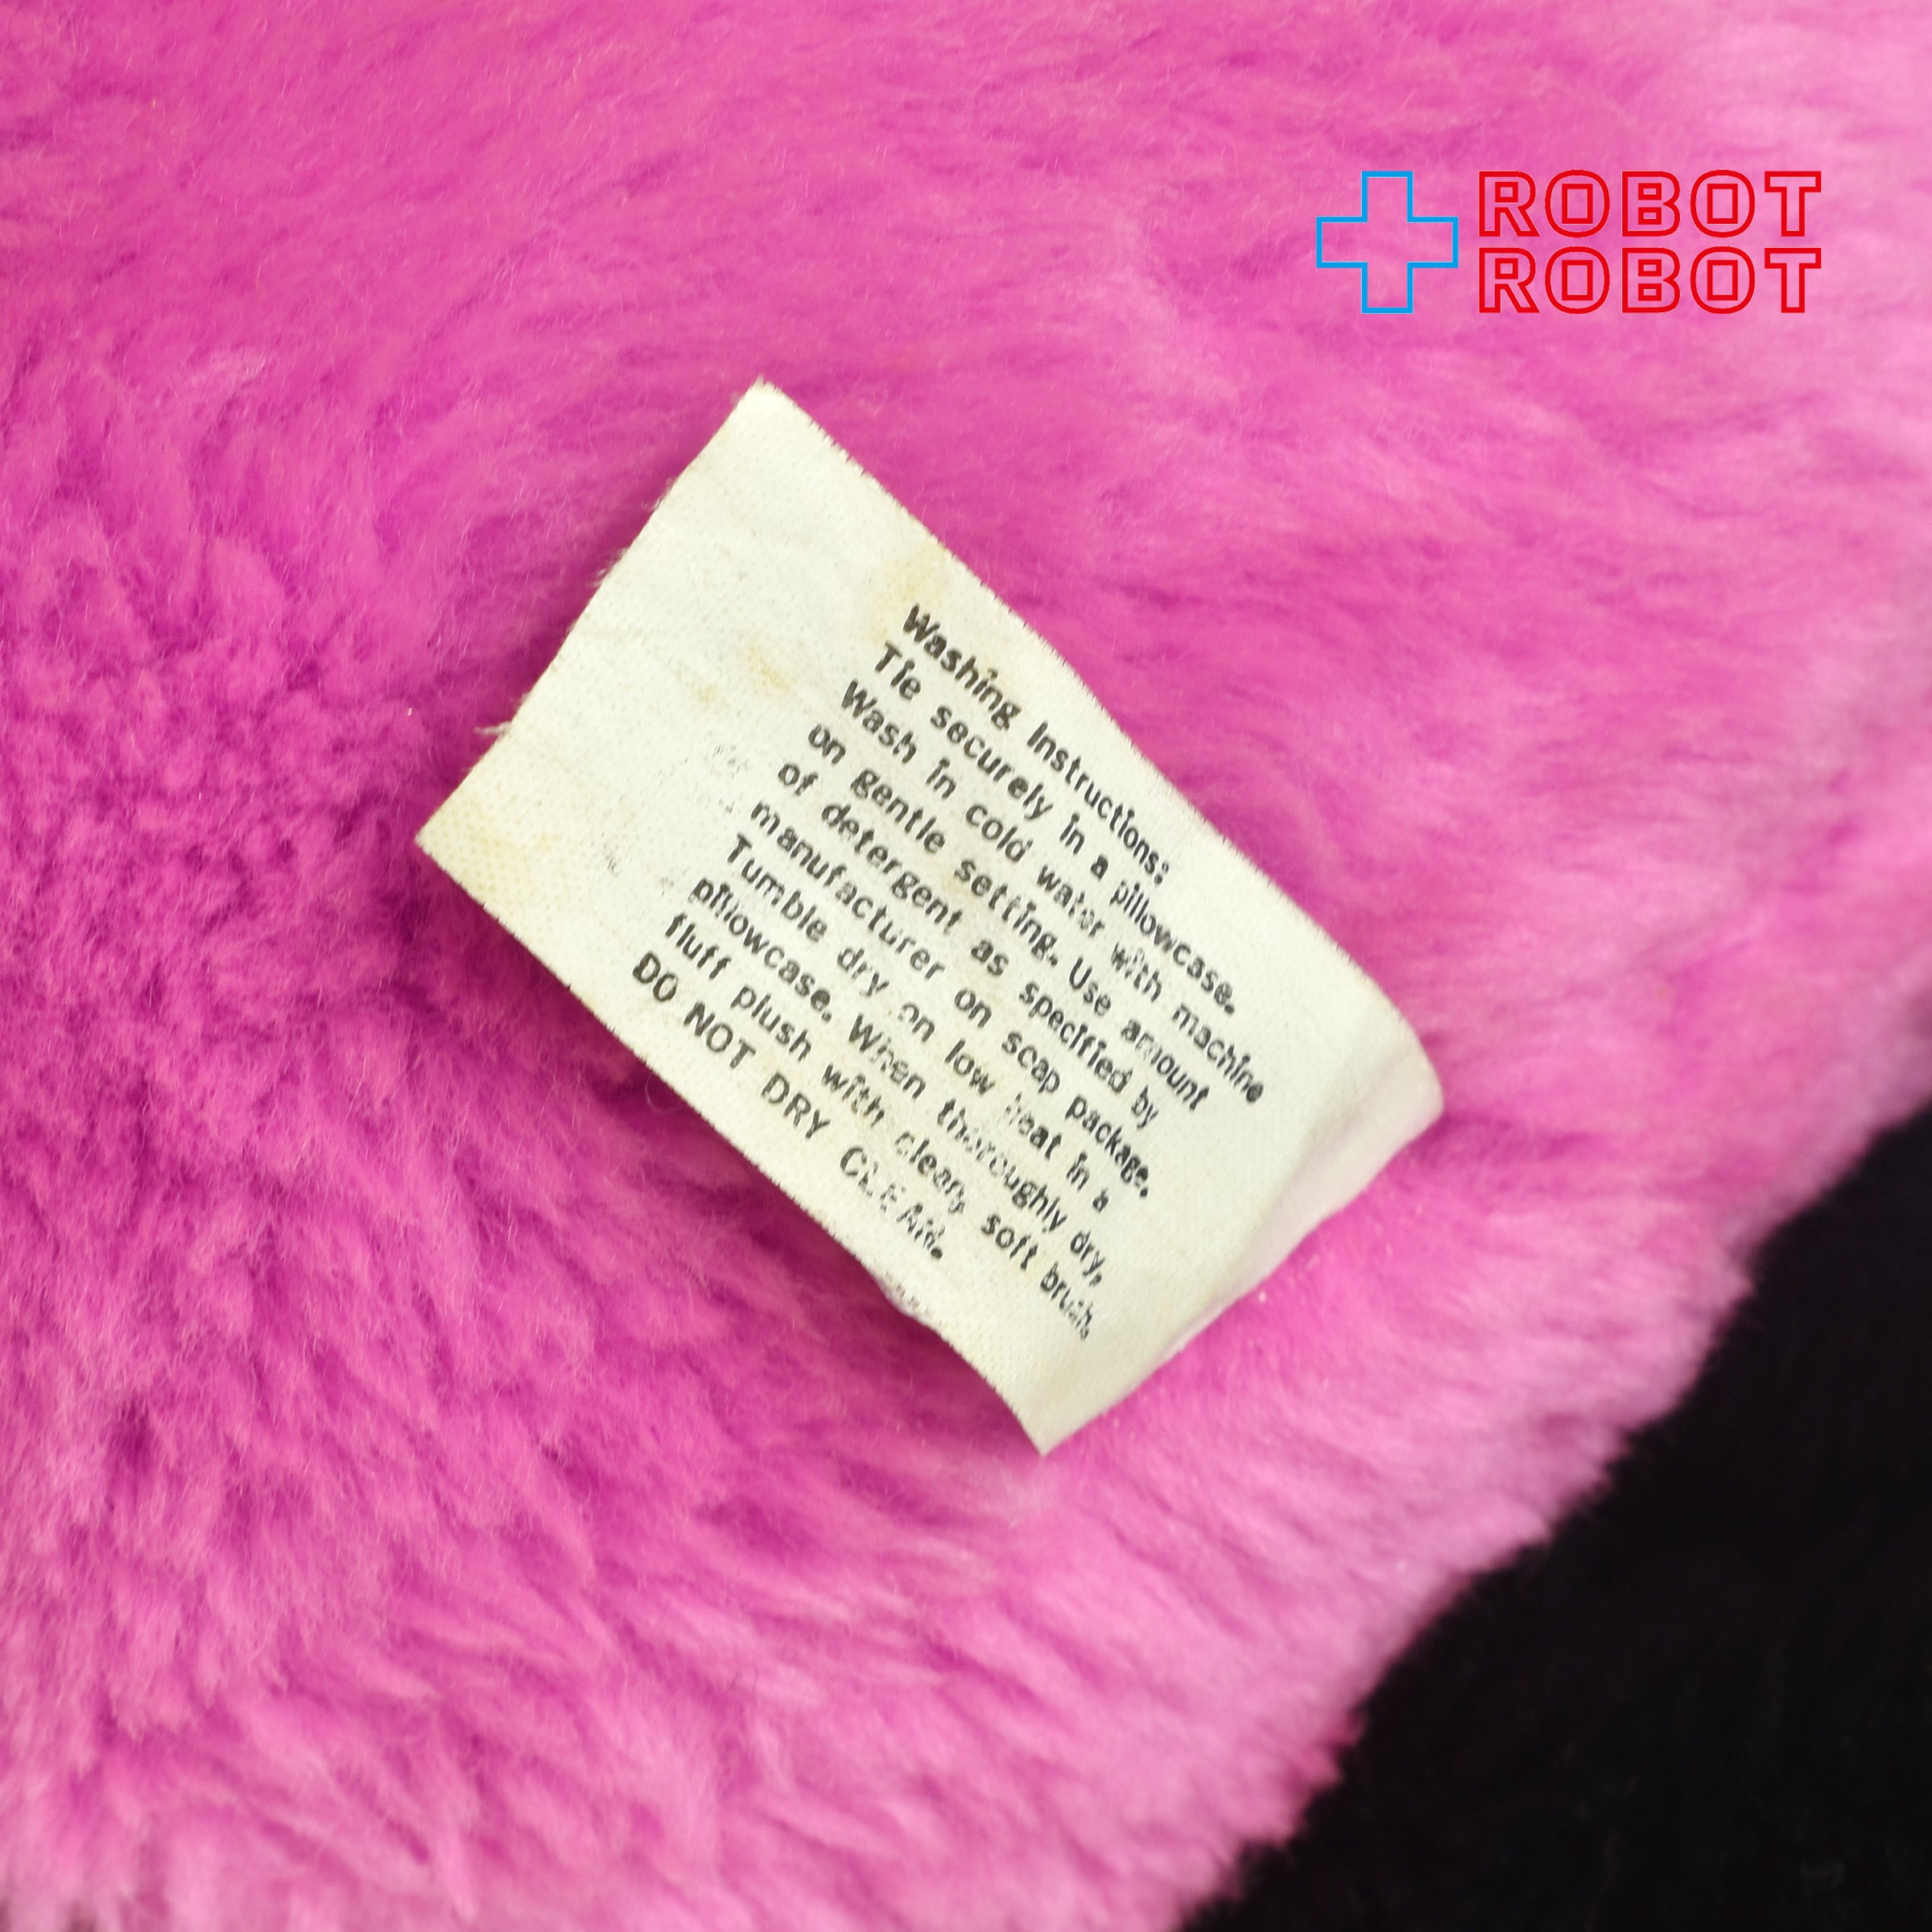 ROBOT
ROBOT
Washing Instructions:
Tie securely in a pillowcase.
Wash in cold water with machine
on gentle setting. Use amount
of detergent as specified by
manufacturer on soap package.
Tumble dry on low heat in a
pillowcase. When thoroughly dry,
fluff plush with clean, soft brush.
DO NOT DRY CLEAN.